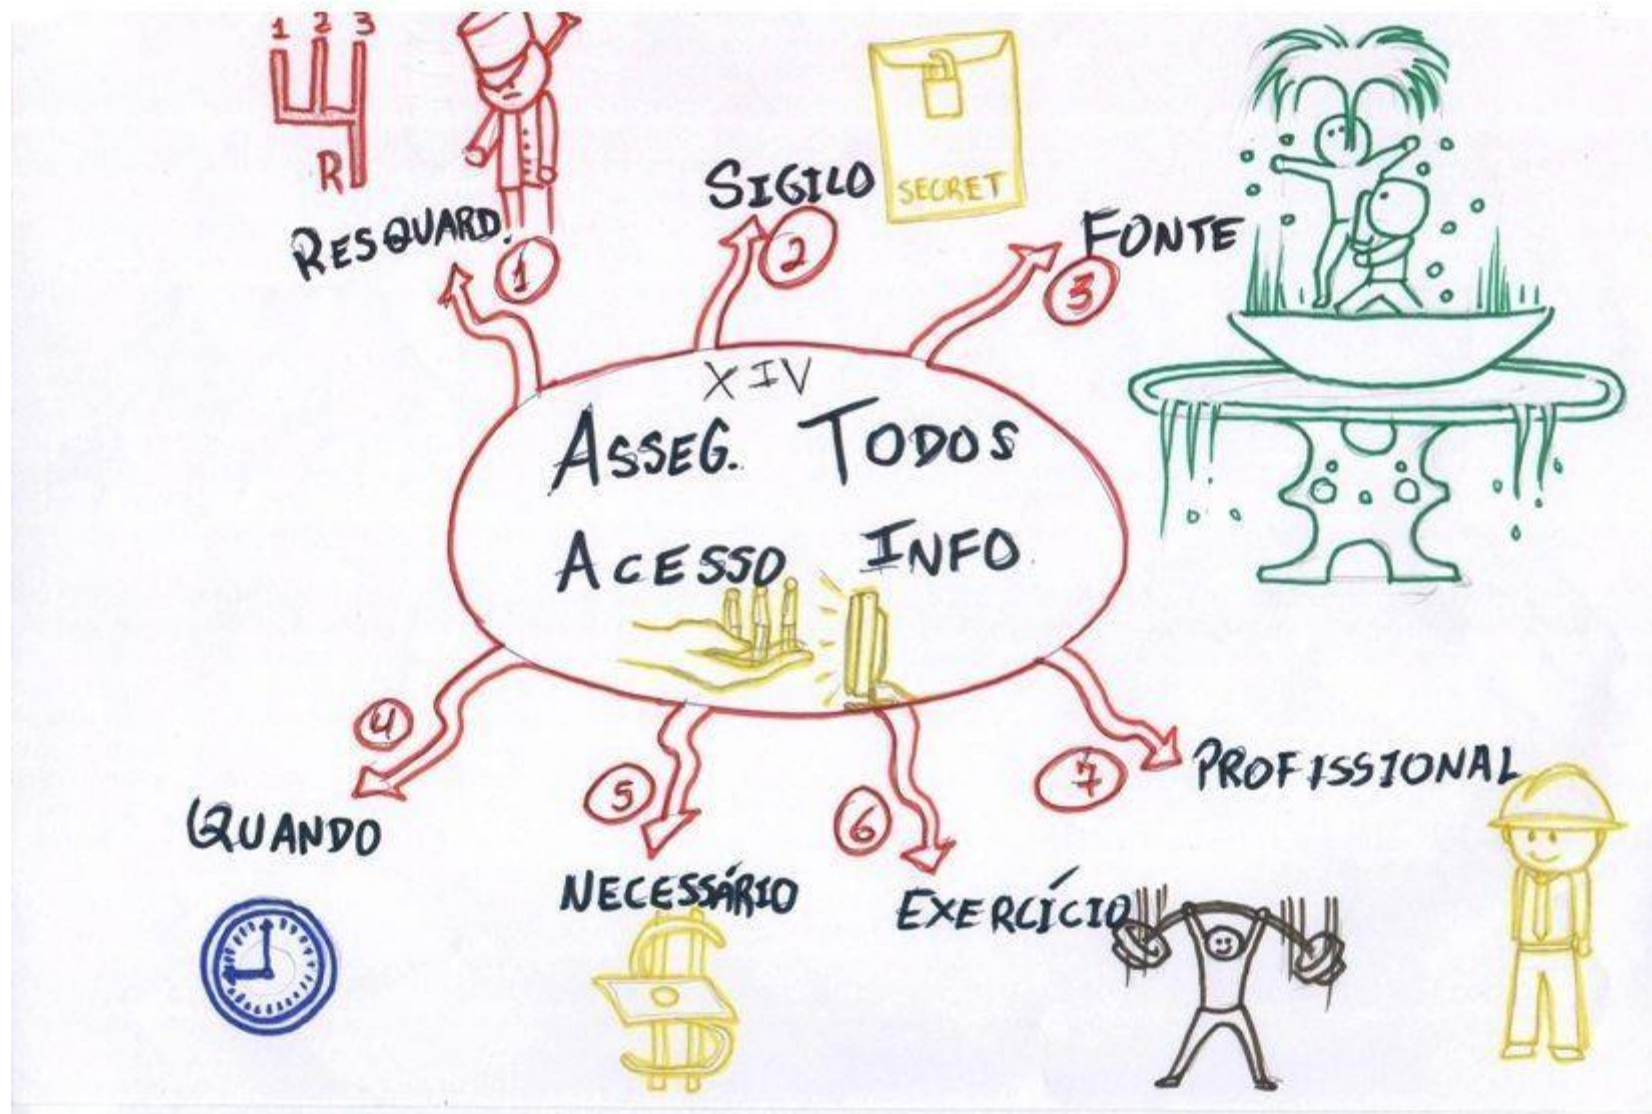 1 2 3
R
RESQUARD.
1
SIGILO
2
SECRET
FONTE
3
XIV
ASSEG. TODOS
ACESSO INFO.
4
QUANDO
5
NECESSÁRIO
6
EXERCÍCIO
7
PROFISSIONAL